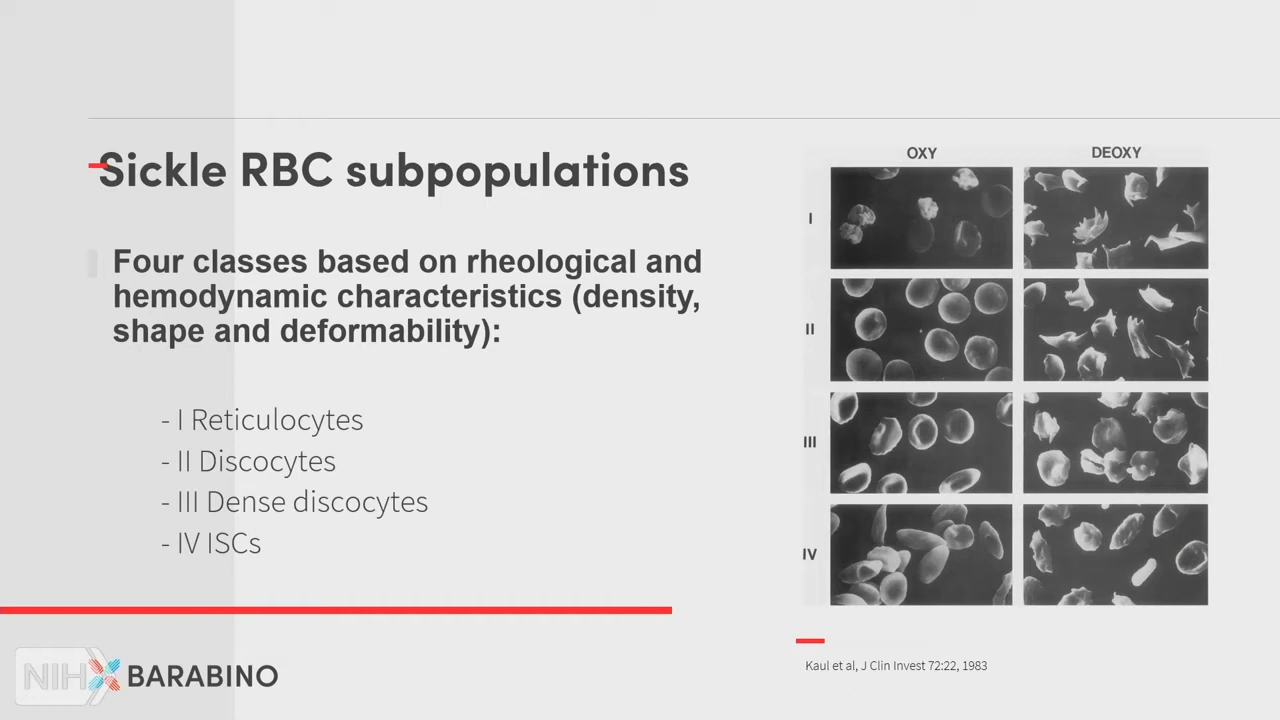 Sickle RBC subpopulations
Four classes based on rheological and
hemodynamic characteristics (density,
shape and deformability):
- I Reticulocytes
- II Discocytes
- III Dense discocytes
- IV ISCs
OXY DEOXY
I
II
III
IV
Kaul et al, J Clin Invest 72:22, 1983
NIH BARABINO